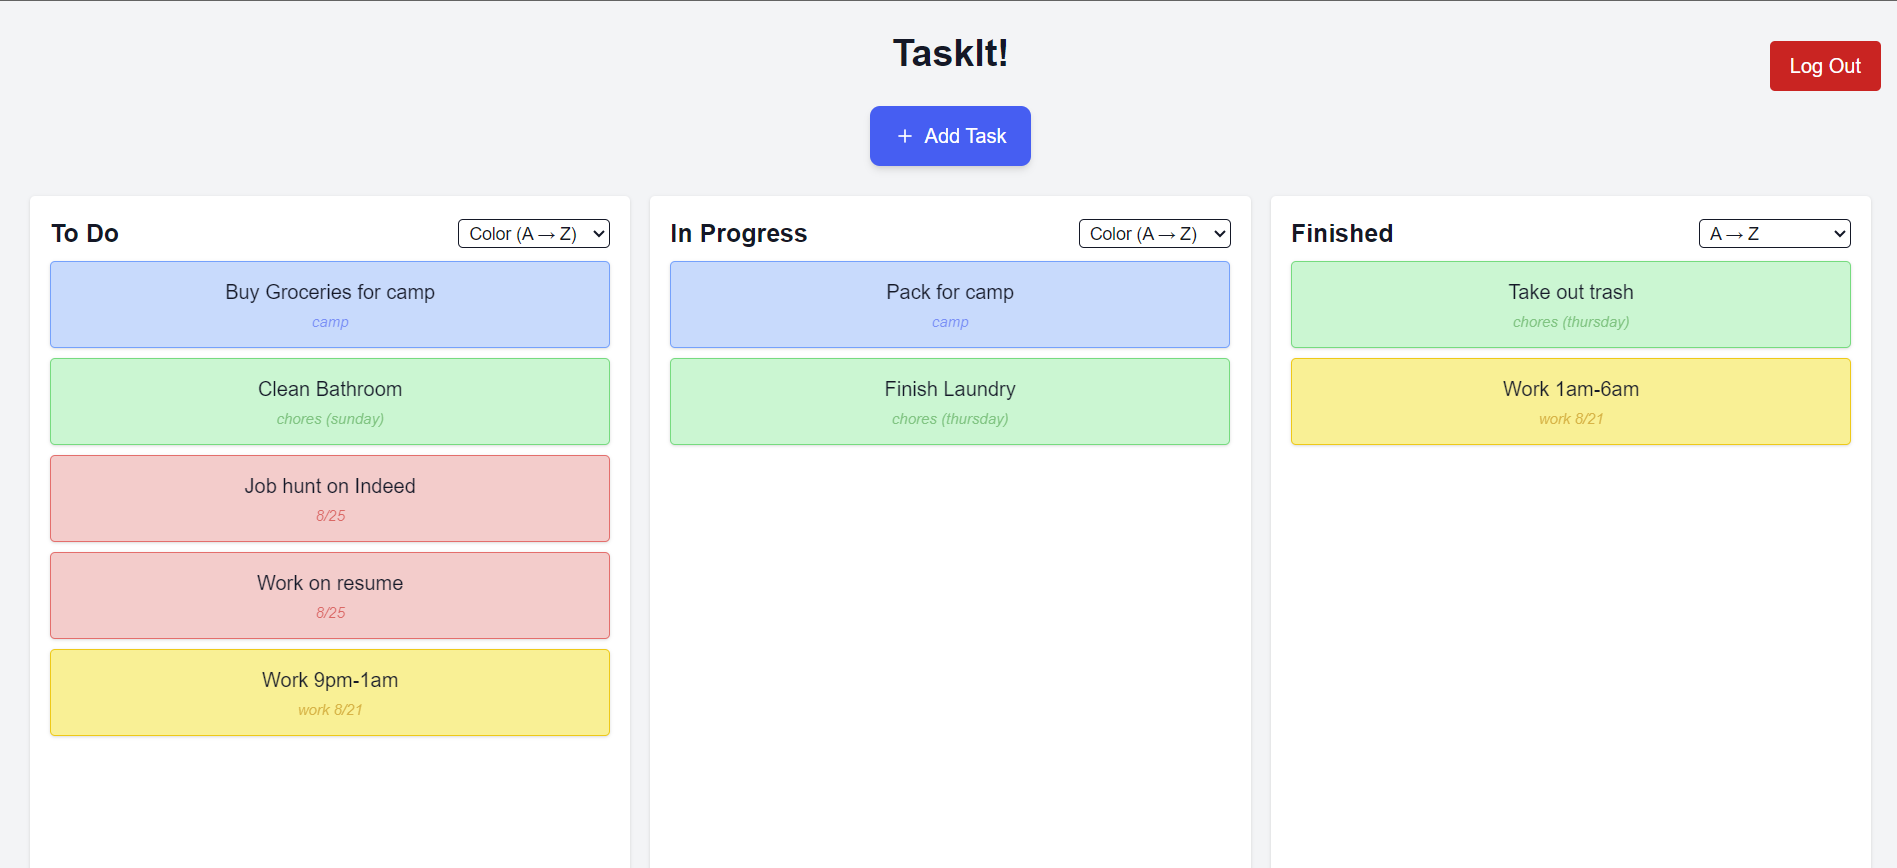 TaskIt!
Log Out
+ Add Task
To Do
Color (A → Z)
Buy Groceries for camp
camp
Clean Bathroom
chores (sunday)
Job hunt on Indeed
8/25
Work on resume
8/25
Work 9pm-1am
work 8/21
In Progress
Color (A → Z)
Pack for camp
camp
Finish Laundry
chores (thursday)
Finished
A → Z
Take out trash
chores (thursday)
Work 1am-6am
work 8/21